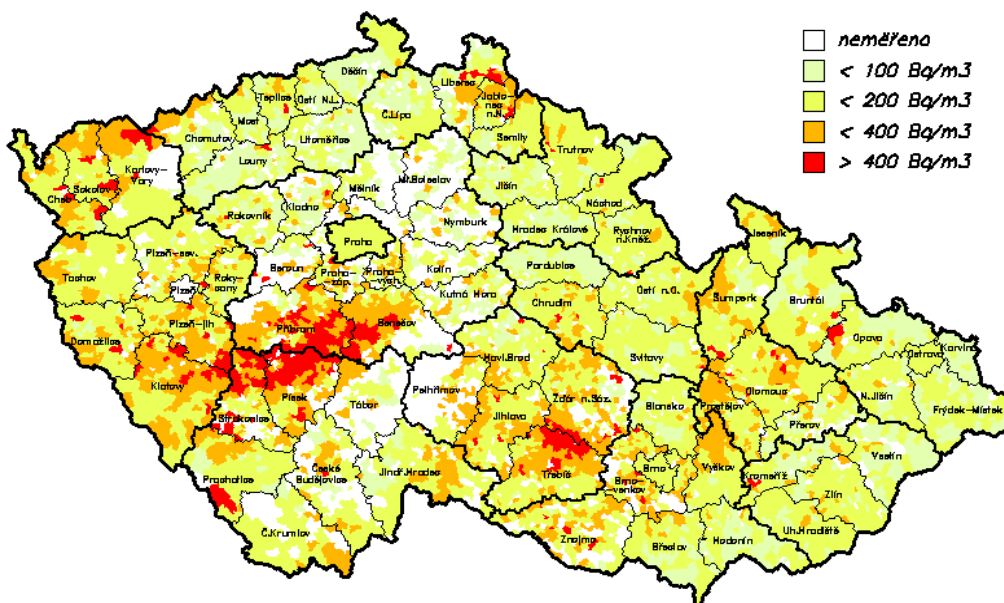 neměřeno
< 100 Bq/m3
< 200 Bq/m3
< 400 Bq/m3
> 400 Bq/m3
Děčín
Liberec
Teplice
Ústí N.L.
Jablo-
nec
n.N.
Most
Č.Lípa
Chomutov
Litoměřice
Semily
Trutnov
Louny
Karlovy-
Vary
Sokolov
Cheb
Mělník
Ml.Boleslav
Jičín
Náchod
Rakovník
Kladno
Nymburk
Hradec Králové
Rychnov
n.Kněž.
Praha
Jeseník
Plzeň-sev.
Beroun
Praha-
záp.
Praha-
vých.
Kolín
Pardubice
Tachov
Roky-
cany
Plzeň
Kutná Hora
Chrudim
Ústí n.O.
Šumperk
Bruntál
Plzeň-jih
Příbram
Benešov
Opava
Domažlice
Ostrava
Karviná
Klatovy
Havl.Brod
Svitavy
Písek
Tábor
Pelhřimov
Žďár n.Sáz.
Blansko
Prostějov
Olomouc
N.Jičín
Frýdek-Místek
Strakonice
Jihlava
Přerov
Třebíč
Brno
Brno-
venkov
Vyškov
Kroměříž
Vsetín
Prachatice
České
Budějovice
Jindř.Hradec
Zlín
Č.Krumlov
Znojmo
Břeclav
Hodonín
Uh.Hradiště